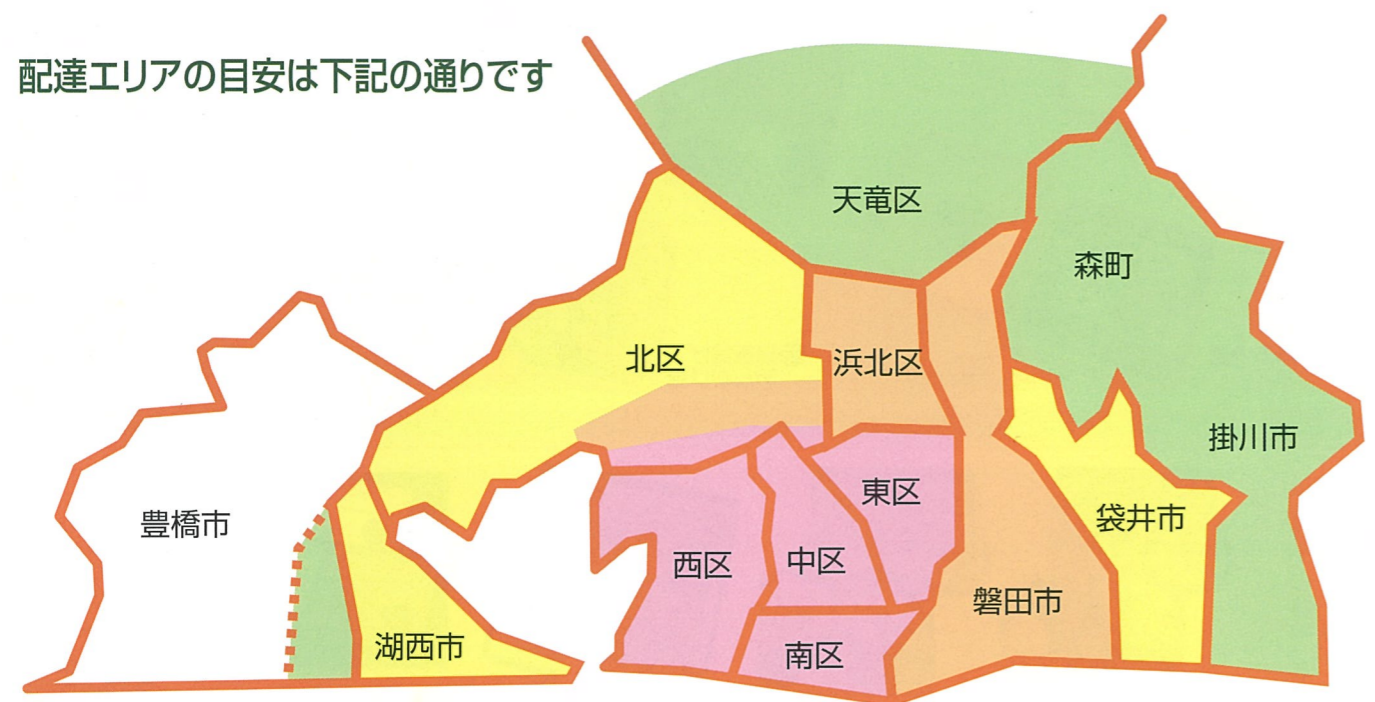 配達エリアの目安は下記の通りです
天竜区
森町
北区
浜北区
掛川市
東区
袋井市
豊橋市
西区
中区
磐田市
湖西市
南区